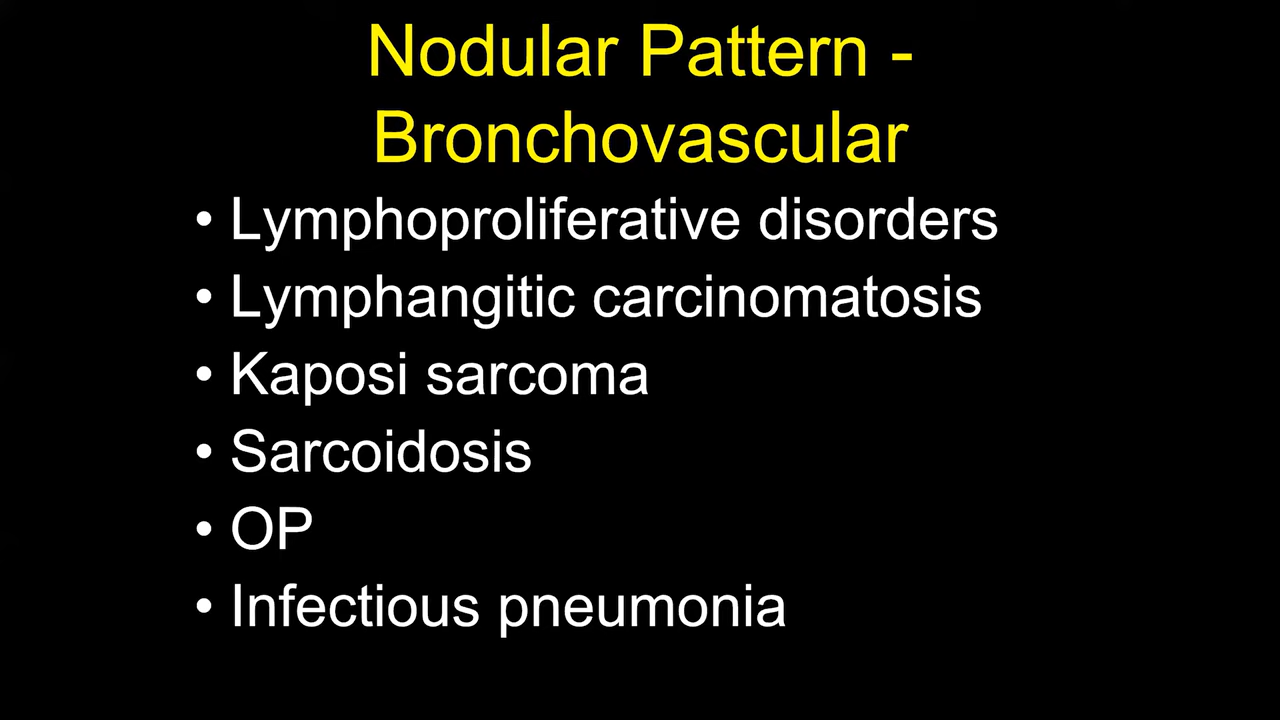 Nodular Pattern -
Bronchovascular
• Lymphoproliferative disorders
• Lymphangitic carcinomatosis
• Kaposi sarcoma
• Sarcoidosis
• OP
• Infectious pneumonia